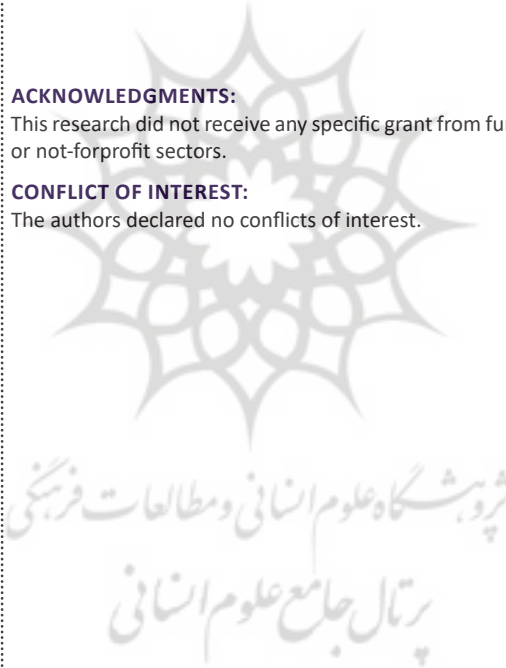 ACKNOWLEDGMENTS:
This research did not receive any specific grant from
or not-forprofit sectors.
CONFLICT OF INTEREST:
The authors declared no conflicts of interest.
پژوهشگاه علوم انسانی و مطالعات فرهنگی
پرتال جامع علوم انسانی